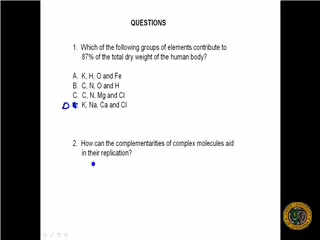 QUESTIONS
1. Which of the following groups of elements contribute to
87% of the total dry weight of the human body?
A. K, H, O and Fe
B. C, N, O and H
C. C, N, Mg and Cl
D K, Na, Ca and Cl
2. How can the complementarities of complex molecules aid
in their replication?